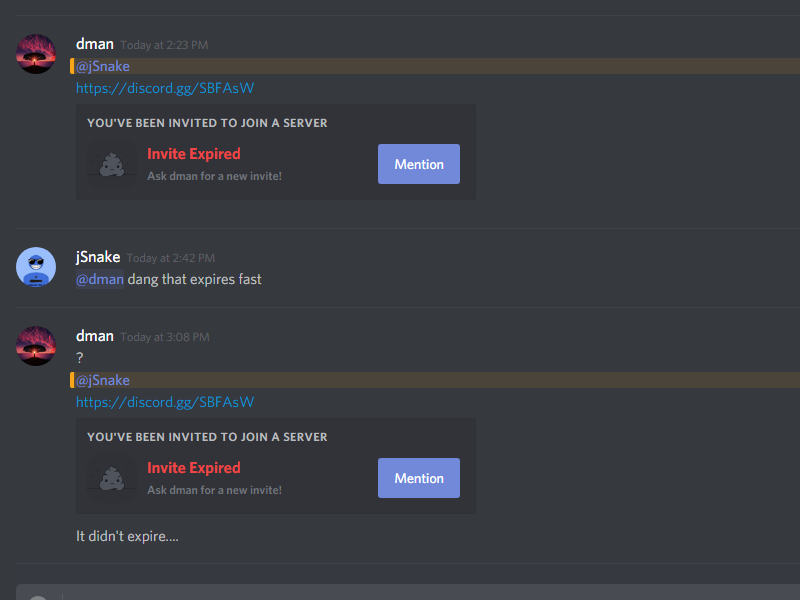 dman Today at 2:23 PM
@jSnake
https://discord.gg/SBFAsW
YOU'VE BEEN INVITED TO JOIN A SERVER
Invite Expired
Ask dman for a new invite!
Mention
jSnake Today at 2:42 PM
@dman dang that expires fast
dman Today at 3:08 PM
?
@jSnake
https://discord.gg/SBFAsW
YOU'VE BEEN INVITED TO JOIN A SERVER
Invite Expired
Ask dman for a new invite!
Mention
It didn't expire....